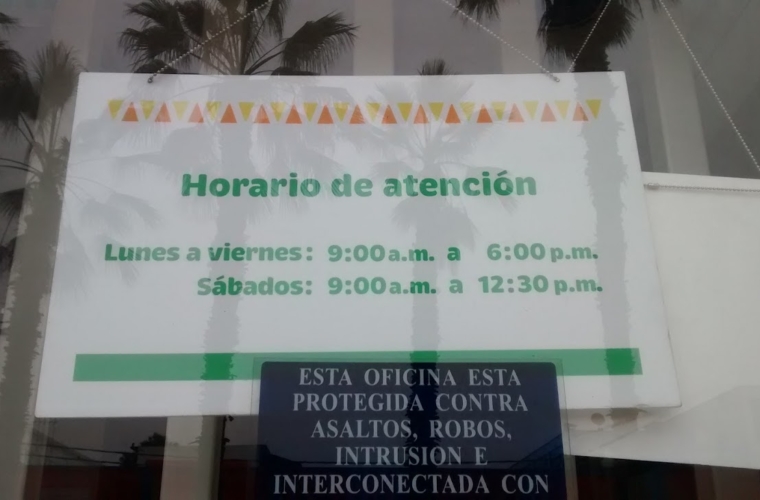 Horario de atención
Lunes a viernes: 9:00 a.m. a 6:00 p.m.
Sábados: 9:00 a.m. a 12:30 p.m.
ESTA OFICINA ESTA
PROTEGIDA CONTRA
ASALTOS, ROBOS,
INTRUSION E
INTERCONECTADA CON